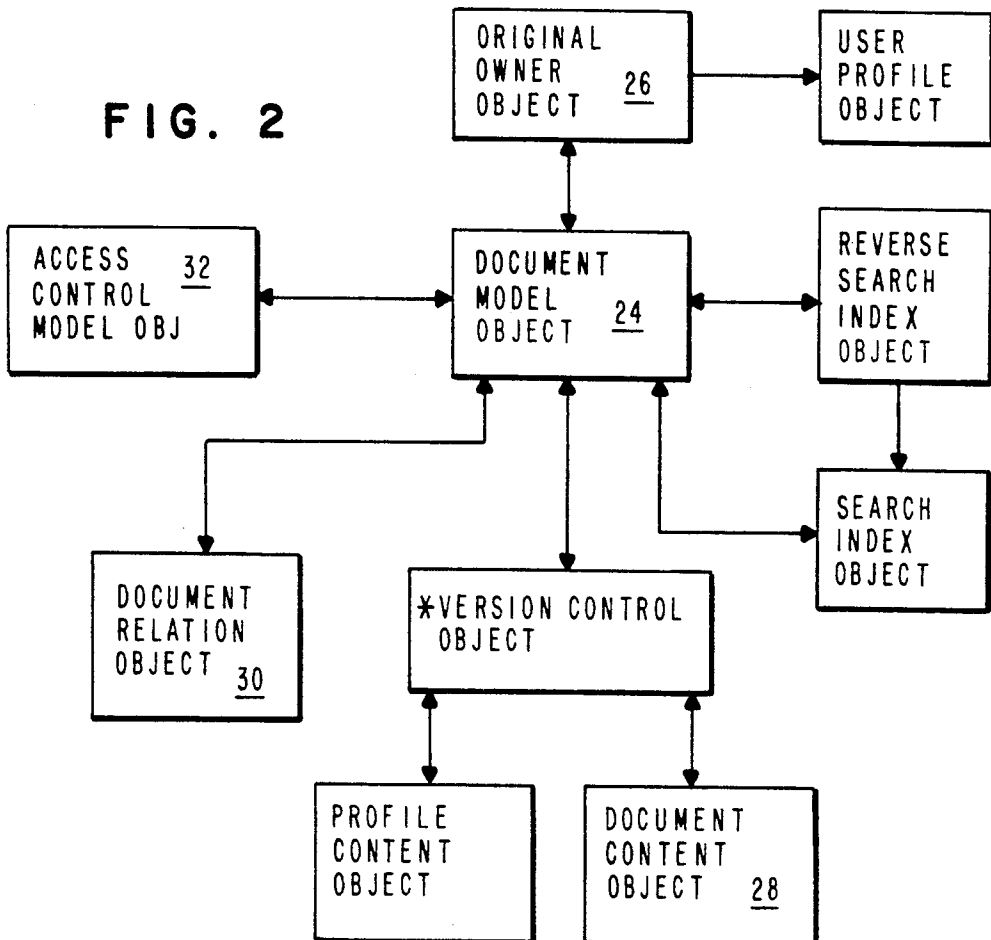 FIG. 2
ORIGINAL
OWNER
OBJECT 26
USER
PROFILE
OBJECT
ACCESS
CONTROL 32
MODEL OBJ
DOCUMENT
MODEL
OBJECT 24
REVERSE
SEARCH
INDEX
OBJECT
SEARCH
INDEX
OBJECT
DOCUMENT
RELATION
OBJECT 30
*VERSION CONTROL
OBJECT
PROFILE
CONTENT
OBJECT
DOCUMENT
CONTENT
OBJECT 28